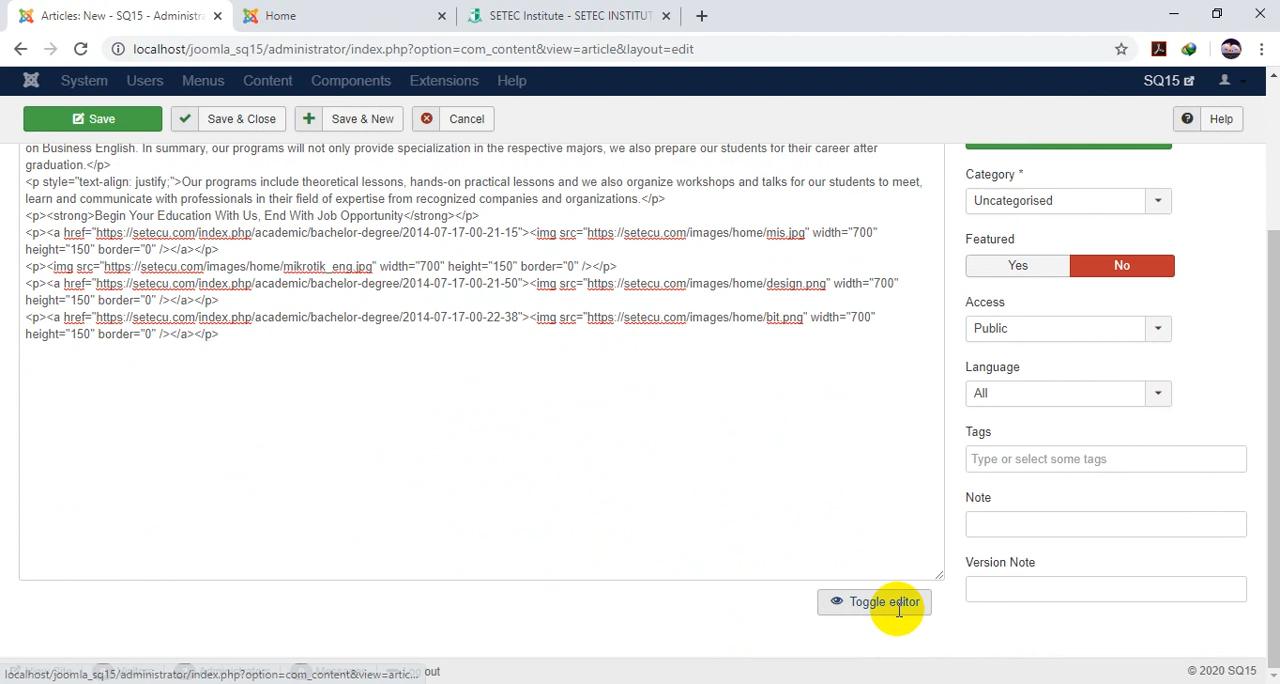 Articles: New - SQ15 - Administra
Home
SETEC Institute - SETEC INSTITUT
localhost/joomla_sq15/administrator/index.php?option=com_content&view=article&layout=edit
System Users Menus Content Components Extensions Help
SQ15
Save
Save & Close
Save & New
Cancel
Help
on Business English. In summary, our programs will not only provide specialization in the respective majors, we also prepare our students for their career after
graduation.</p>
<p style="text-align: justify;">Our programs include theoretical lessons, hands-on practical lessons and we also organize workshops and talks for our students to meet,
learn and communicate with professionals in their field of expertise from recognized companies and organizations.</p>
<p><strong>Begin Your Education With Us, End With Job Opportunity</strong></p>
<p><a href="https://setecu.com/index.php/academic/bachelor-degree/2014-07-17-00-21-15"><img src="https://setecu.com/images/home/mis.jpg" width="700"
height="150" border="0" /></a></p>
<p><img src="https://setecu.com/images/home/mikrotik_eng.jpg" width="700" height="150" border="0" /></p>
<p><a href="https://setecu.com/index.php/academic/bachelor-degree/2014-07-17-00-21-50"><img src="https://setecu.com/images/home/design.png" width="700"
height="150" border="0" /></a></p>
<p><a href="https://setecu.com/index.php/academic/bachelor-degree/2014-07-17-00-22-38"><img src="https://setecu.com/images/home/bit.png" width="700"
height="150" border="0" /></a></p>
Toggle editor
Category *
Uncategorised
Featured
Yes
No
Access
Public
Language
All
Tags
Type or select some tags
Note
Version Note
localhost/joomla_sq15/administrator/index.php?option=com_content&view=artic...
out
© 2020 SQ15